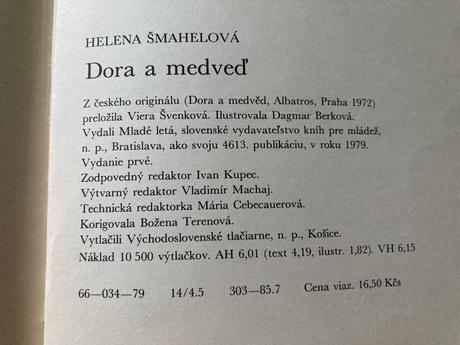 HELENA ŠMAHELOVÁ
Dora a medveď
Z českého originálu (Dora a medvěd, Albatros, Praha 1972)
preložila Viera Švenková. Ilustrovala Dagmar Berková.
Vydali Mladé letá, slovenské vydavateľstvo kníh pre mládež,
n. p., Bratislava, ako svoju 4613. publikáciu, v roku 1979.
Vydanie prvé.
Zodpovedný redaktor Ivan Kupec.
Výtvarný redaktor Vladimír Machaj.
Technická redaktorka Mária Cebecauerová.
Korigovala Božena Terenová.
Vytlačili Východoslovenské tlačiarne, n. p., Košice.
Náklad 10 500 výtlačkov. AH 6,01 (text 4,19, ilustr. 1,82). VH 6,15
66—034—79 14/4.5 303—85.7 Cena viaz. 16,50 Kčs